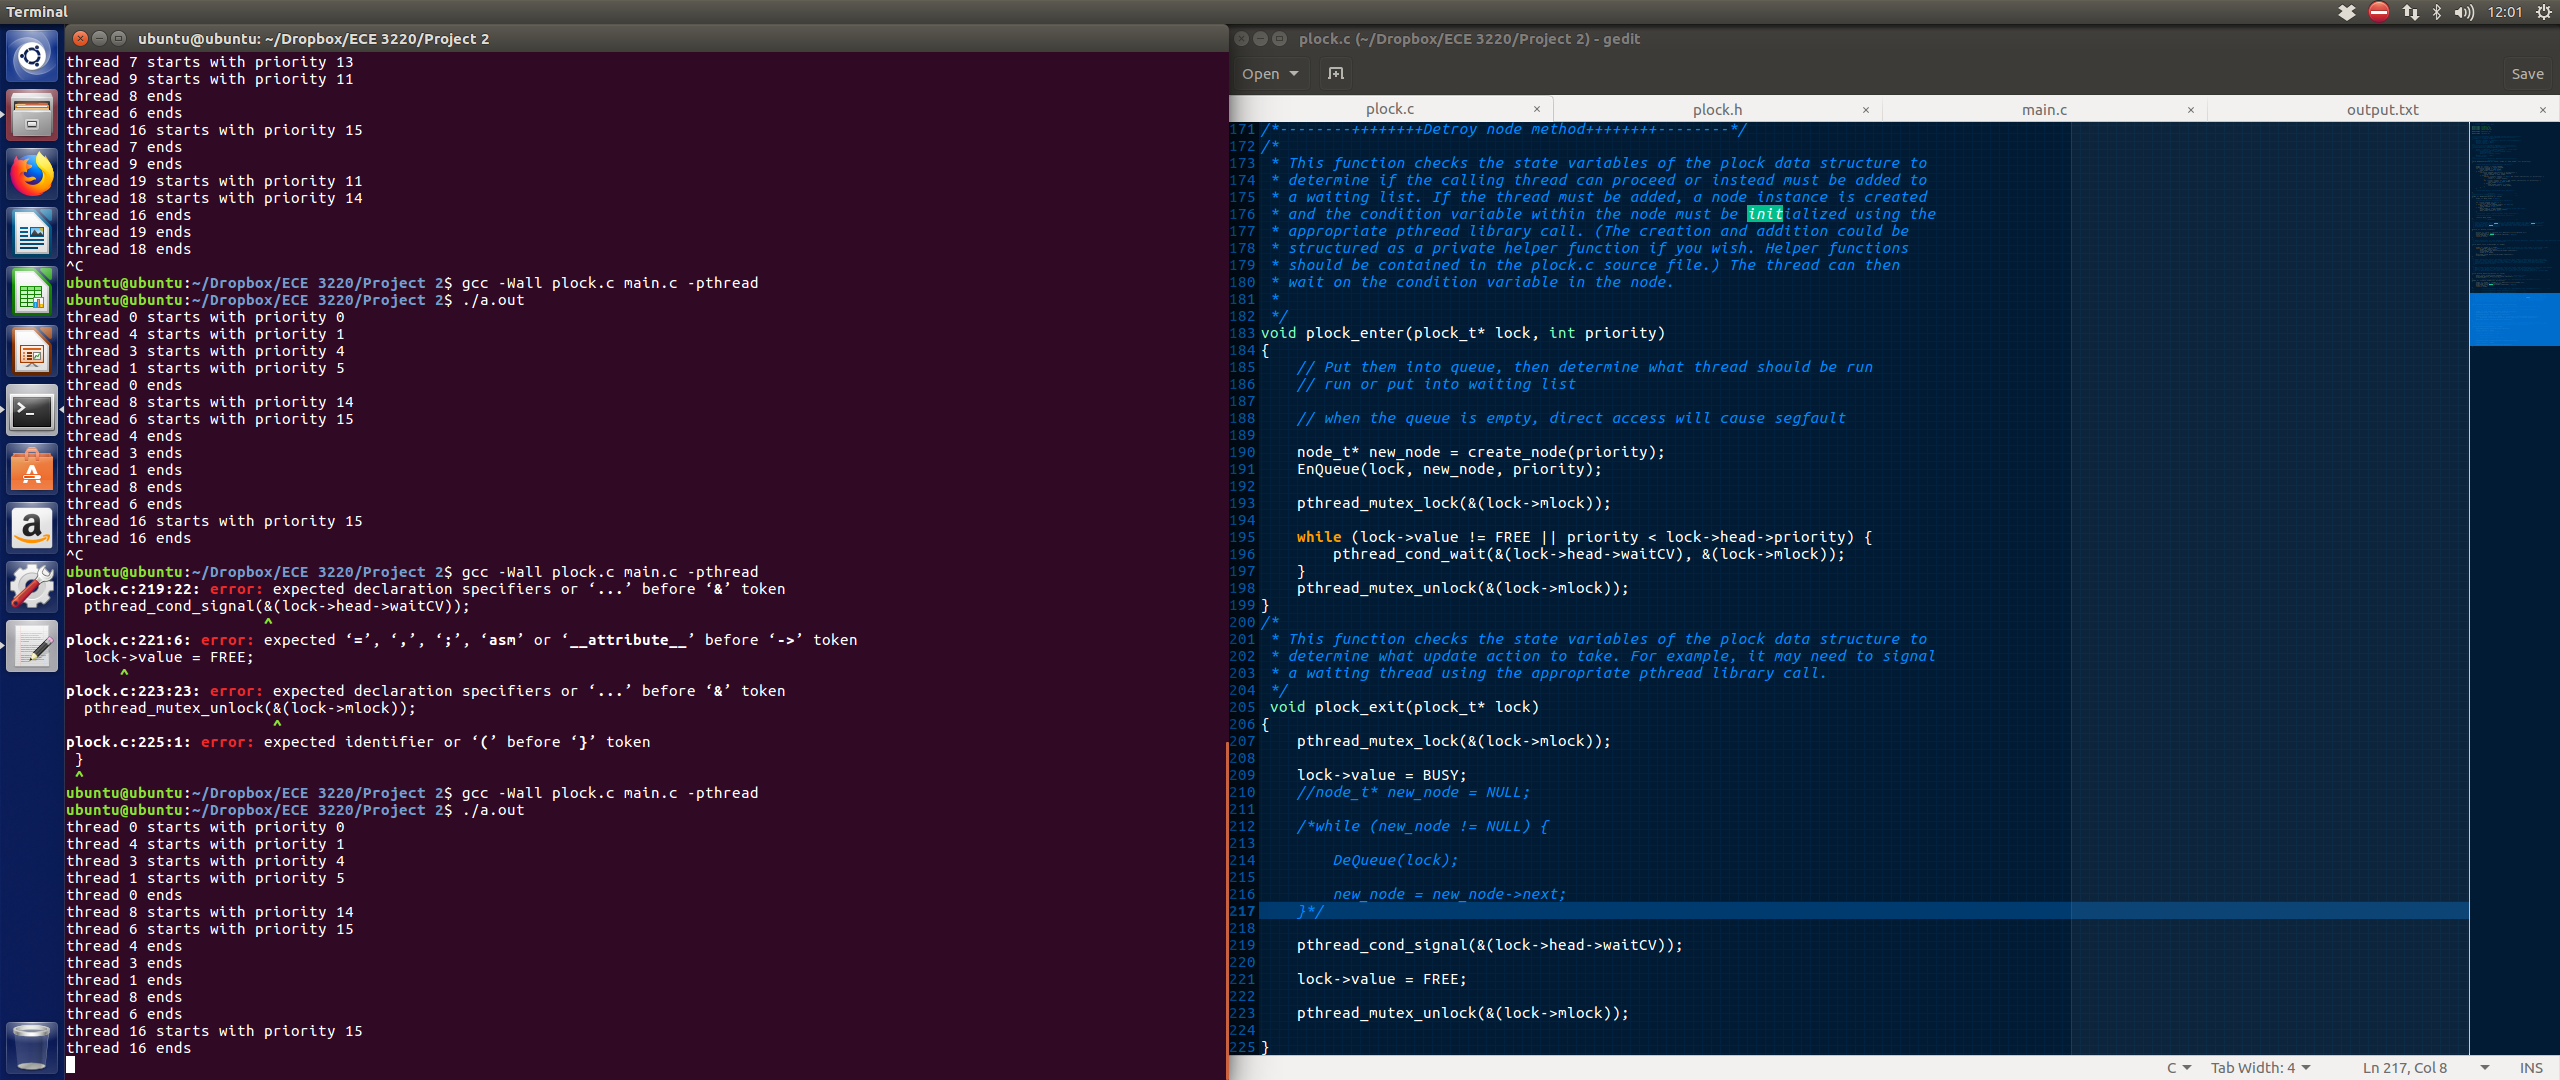 Terminal
12:01
ubuntu@ubuntu: ~/Dropbox/ECE 3220/Project 2
thread 7 starts with priority 13
thread 9 starts with priority 11
thread 8 ends
thread 6 ends
thread 16 starts with priority 15
thread 7 ends
thread 9 ends
thread 19 starts with priority 11
thread 18 starts with priority 14
thread 16 ends
thread 19 ends
thread 18 ends
^C
ubuntu@ubuntu:~/Dropbox/ECE 3220/Project 2$ gcc -Wall plock.c main.c -pthread
ubuntu@ubuntu:~/Dropbox/ECE 3220/Project 2$ ./a.out
thread 0 starts with priority 0
thread 4 starts with priority 1
thread 3 starts with priority 4
thread 1 starts with priority 5
thread 0 ends
thread 8 starts with priority 14
thread 6 starts with priority 15
thread 4 ends
thread 3 ends
thread 1 ends
thread 8 ends
thread 6 ends
thread 16 starts with priority 15
thread 16 ends
^C
ubuntu@ubuntu:~/Dropbox/ECE 3220/Project 2$ gcc -Wall plock.c main.c -pthread
plock.c:219:22: error: expected declaration specifiers or ‘...’ before ‘&’ token
  pthread_cond_signal(&(lock->head->waitCV));
                      ^
plock.c:221:6: error: expected ‘=’, ‘,’, ‘;’, ‘asm’ or ‘__attribute__’ before ‘->’ token
  lock->value = FREE;
      ^
plock.c:223:23: error: expected declaration specifiers or ‘...’ before ‘&’ token
  pthread_mutex_unlock(&(lock->mlock));
                       ^
plock.c:225:1: error: expected identifier or ‘(’ before ‘}’ token
 }
 ^
ubuntu@ubuntu:~/Dropbox/ECE 3220/Project 2$ gcc -Wall plock.c main.c -pthread
ubuntu@ubuntu:~/Dropbox/ECE 3220/Project 2$ ./a.out
thread 0 starts with priority 0
thread 4 starts with priority 1
thread 3 starts with priority 4
thread 1 starts with priority 5
thread 0 ends
thread 8 starts with priority 14
thread 6 starts with priority 15
thread 4 ends
thread 3 ends
thread 1 ends
thread 8 ends
thread 6 ends
thread 16 starts with priority 15
thread 16 ends
plock.c (~/Dropbox/ECE 3220/Project 2) - gedit
Open
Save
plock.c × plock.h × main.c × output.txt ×
171 /*--------++++++++Detroy node method++++++++--------*/
172 /*
173  * This function checks the state variables of the plock data structure to
174  * determine if the calling thread can proceed or instead must be added to
175  * a waiting list. If the thread must be added, a node instance is created
176  * and the condition variable within the node must be initialized using the
177  * appropriate pthread library call. (The creation and addition could be
178  * structured as a private helper function if you wish. Helper functions
179  * should be contained in the plock.c source file.) The thread can then
180  * wait on the condition variable in the node.
181  *
182  */
183 void plock_enter(plock_t* lock, int priority)
184 {
185     // Put them into queue, then determine what thread should be run
186     // run or put into waiting list
187
188     // when the queue is empty, direct access will cause segfault
189
190     node_t* new_node = create_node(priority);
191     EnQueue(lock, new_node, priority);
192
193     pthread_mutex_lock(&(lock->mlock));
194
195     while (lock->value != FREE || priority < lock->head->priority) {
196         pthread_cond_wait(&(lock->head->waitCV), &(lock->mlock));
197     }
198     pthread_mutex_unlock(&(lock->mlock));
199 }
200 /*
201  * This function checks the state variables of the plock data structure to
202  * determine what update action to take. For example, it may need to signal
203  * a waiting thread using the appropriate pthread library call.
204  */
205  void plock_exit(plock_t* lock)
206 {
207     pthread_mutex_lock(&(lock->mlock));
208
209     lock->value = BUSY;
210     //node_t* new_node = NULL;
211
212     /*while (new_node != NULL) {
213
214         DeQueue(lock);
215
216         new_node = new_node->next;
217     }*/
218
219     pthread_cond_signal(&(lock->head->waitCV));
220
221     lock->value = FREE;
222
223     pthread_mutex_unlock(&(lock->mlock));
224
225 }
C Tab Width: 4 Ln 217, Col 8 INS